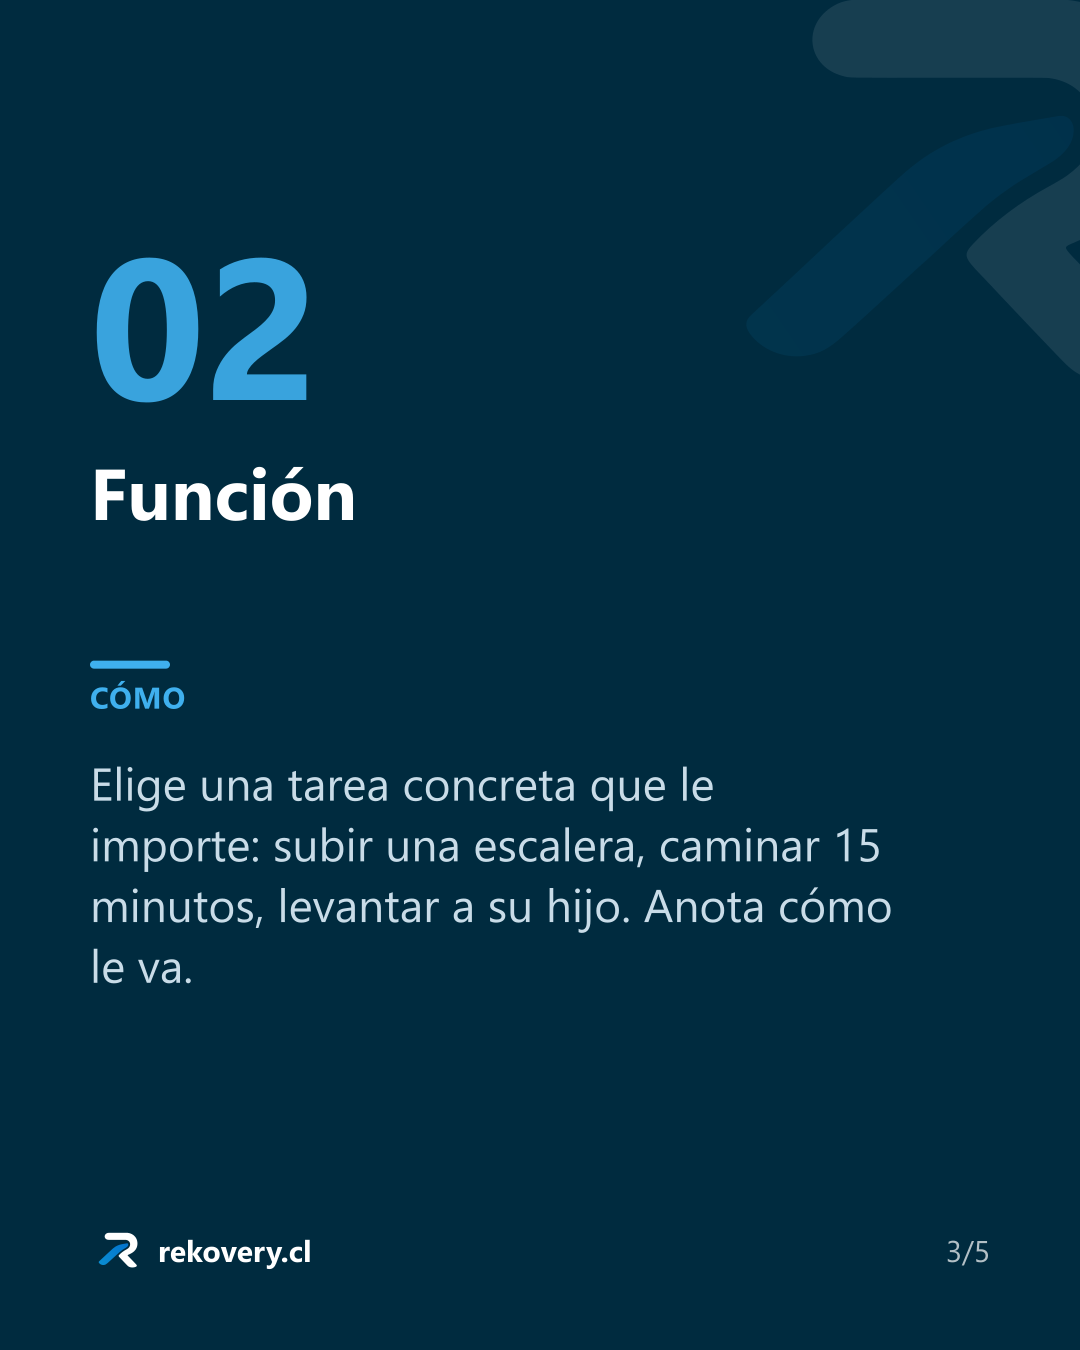 02
Función
CÓMO
Elige una tarea concreta que le
importe: subir una escalera, caminar 15
minutos, levantar a su hijo. Anota cómo
le va.
rekovery.cl
3/5